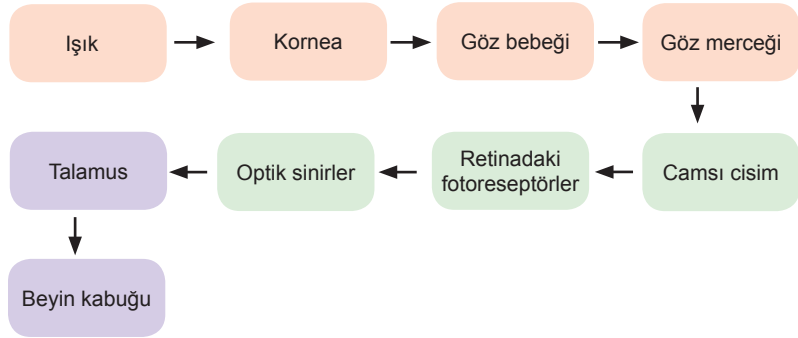 Işık
Kornea
Göz bebeği
Göz merceği
Camsı cisim
Retinadaki
fotoreseptörler
Optik sinirler
Talamus
Beyin kabuğu